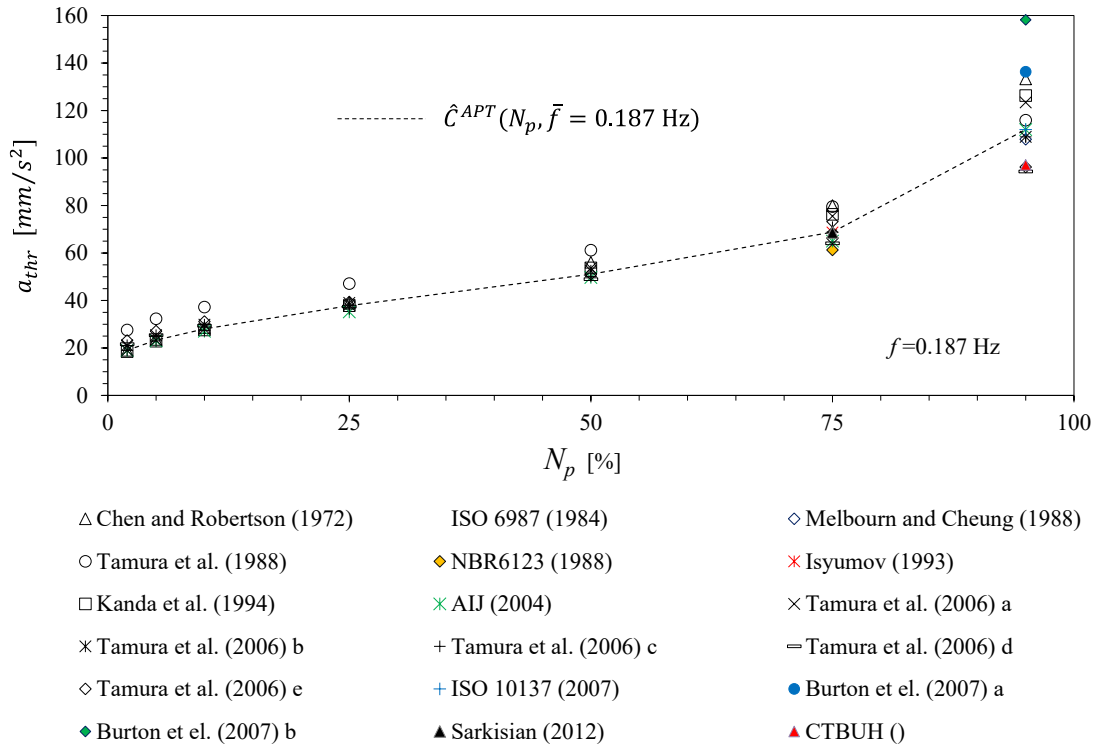 160
140
120
100
80
60
40
20
0
a_thr [mm/s²]
Ĉ^APT(N_p, f̄ = 0.187 Hz)
f=0.187 Hz
0 25 50 75 100
N_p [%]
Chen and Robertson (1972) ISO 6987 (1984) Melbourn and Cheung (1988)
Tamura et al. (1988) NBR6123 (1988) Isyumov (1993)
Kanda et al. (1994) AIJ (2004) Tamura et al. (2006) a
Tamura et al. (2006) b Tamura et al. (2006) c Tamura et al. (2006) d
Tamura et al. (2006) e ISO 10137 (2007) Burton et el. (2007) a
Burton et el. (2007) b Sarkisian (2012) CTBUH ()